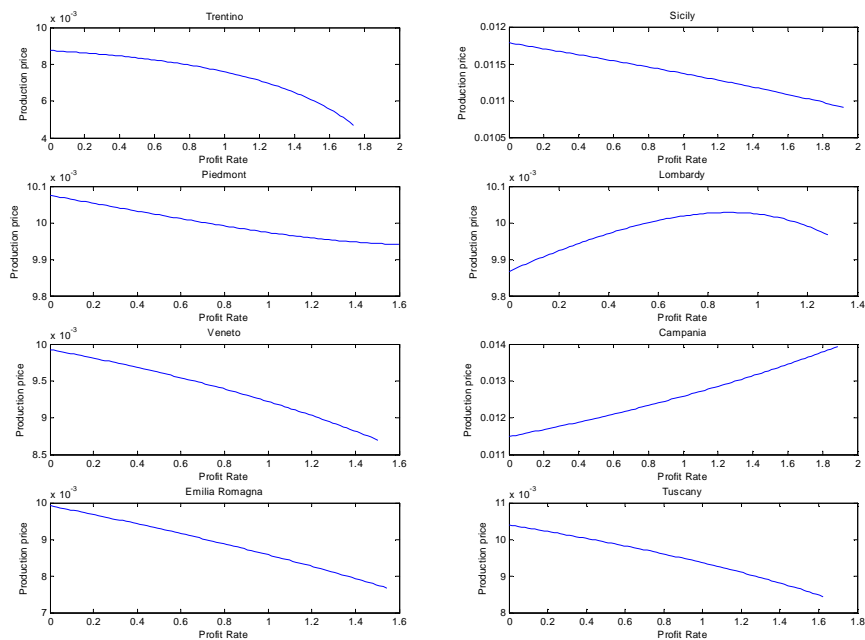 Trentino
x 10
-3
10
8
6
4
Production price
0 0.2 0.4 0.6 0.8 1 1.2 1.4 1.6 1.8 2
Profit Rate
Sicily
0.012
0.0115
0.011
0.0105
Production price
0 0.2 0.4 0.6 0.8 1 1.2 1.4 1.6 1.8 2
Profit Rate
Piedmont
x 10
-3
10.1
10
9.9
9.8
Production price
0 0.2 0.4 0.6 0.8 1 1.2 1.4 1.6
Profit Rate
Lombardy
x 10
-3
10.1
10
9.9
9.8
Production price
0 0.2 0.4 0.6 0.8 1 1.2 1.4
Profit Rate
Veneto
x 10
-3
10
9.5
9
8.5
Production price
0 0.2 0.4 0.6 0.8 1 1.2 1.4 1.6
Profit Rate
Campania
0.014
0.013
0.012
0.011
Production price
0 0.2 0.4 0.6 0.8 1 1.2 1.4 1.6 1.8 2
Profit Rate
Emilia Romagna
x 10
-3
10
9
8
7
Production price
0 0.2 0.4 0.6 0.8 1 1.2 1.4 1.6
Profit Rate
Tuscany
x 10
-3
11
10
9
8
Production price
0 0.2 0.4 0.6 0.8 1 1.2 1.4 1.6 1.8
Profit Rate